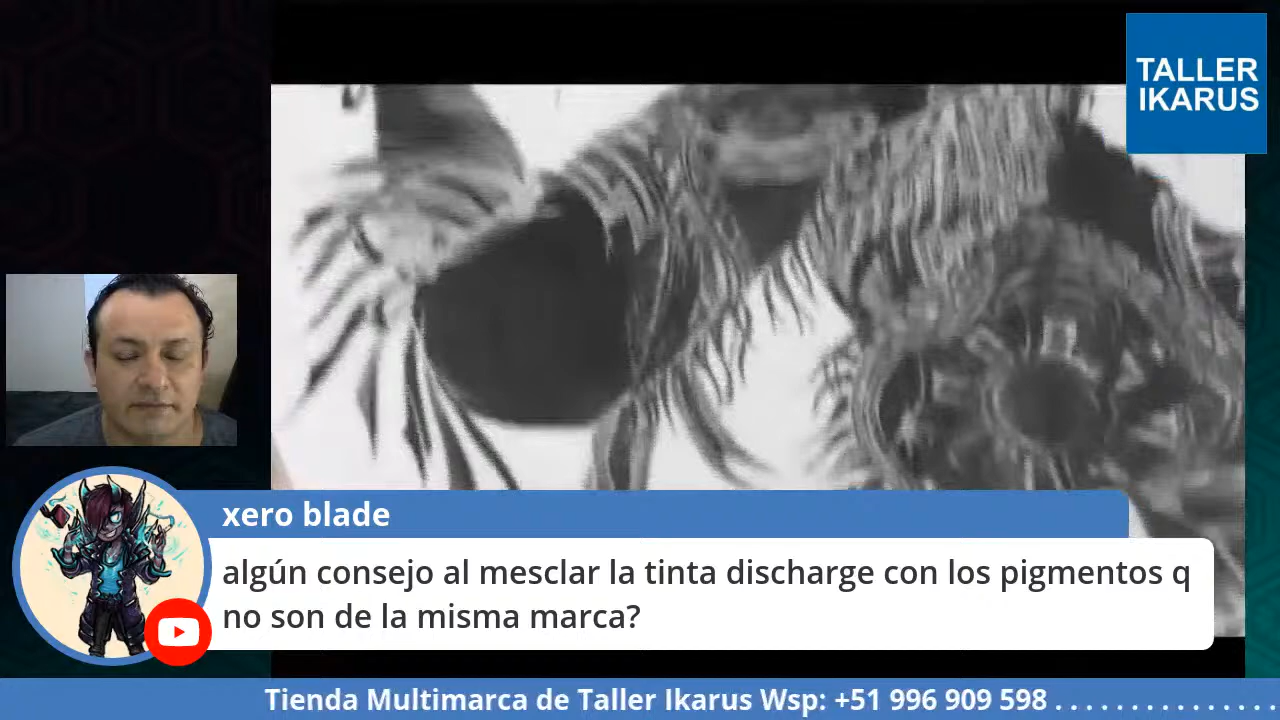 TALLER
IKARUS
xero blade
algún consejo al mesclar la tinta discharge con los pigmentos q
no son de la misma marca?
Tienda Multimarca de Taller Ikarus Wsp: +51 996 909 598 . . . . . . . . . . . . . . .